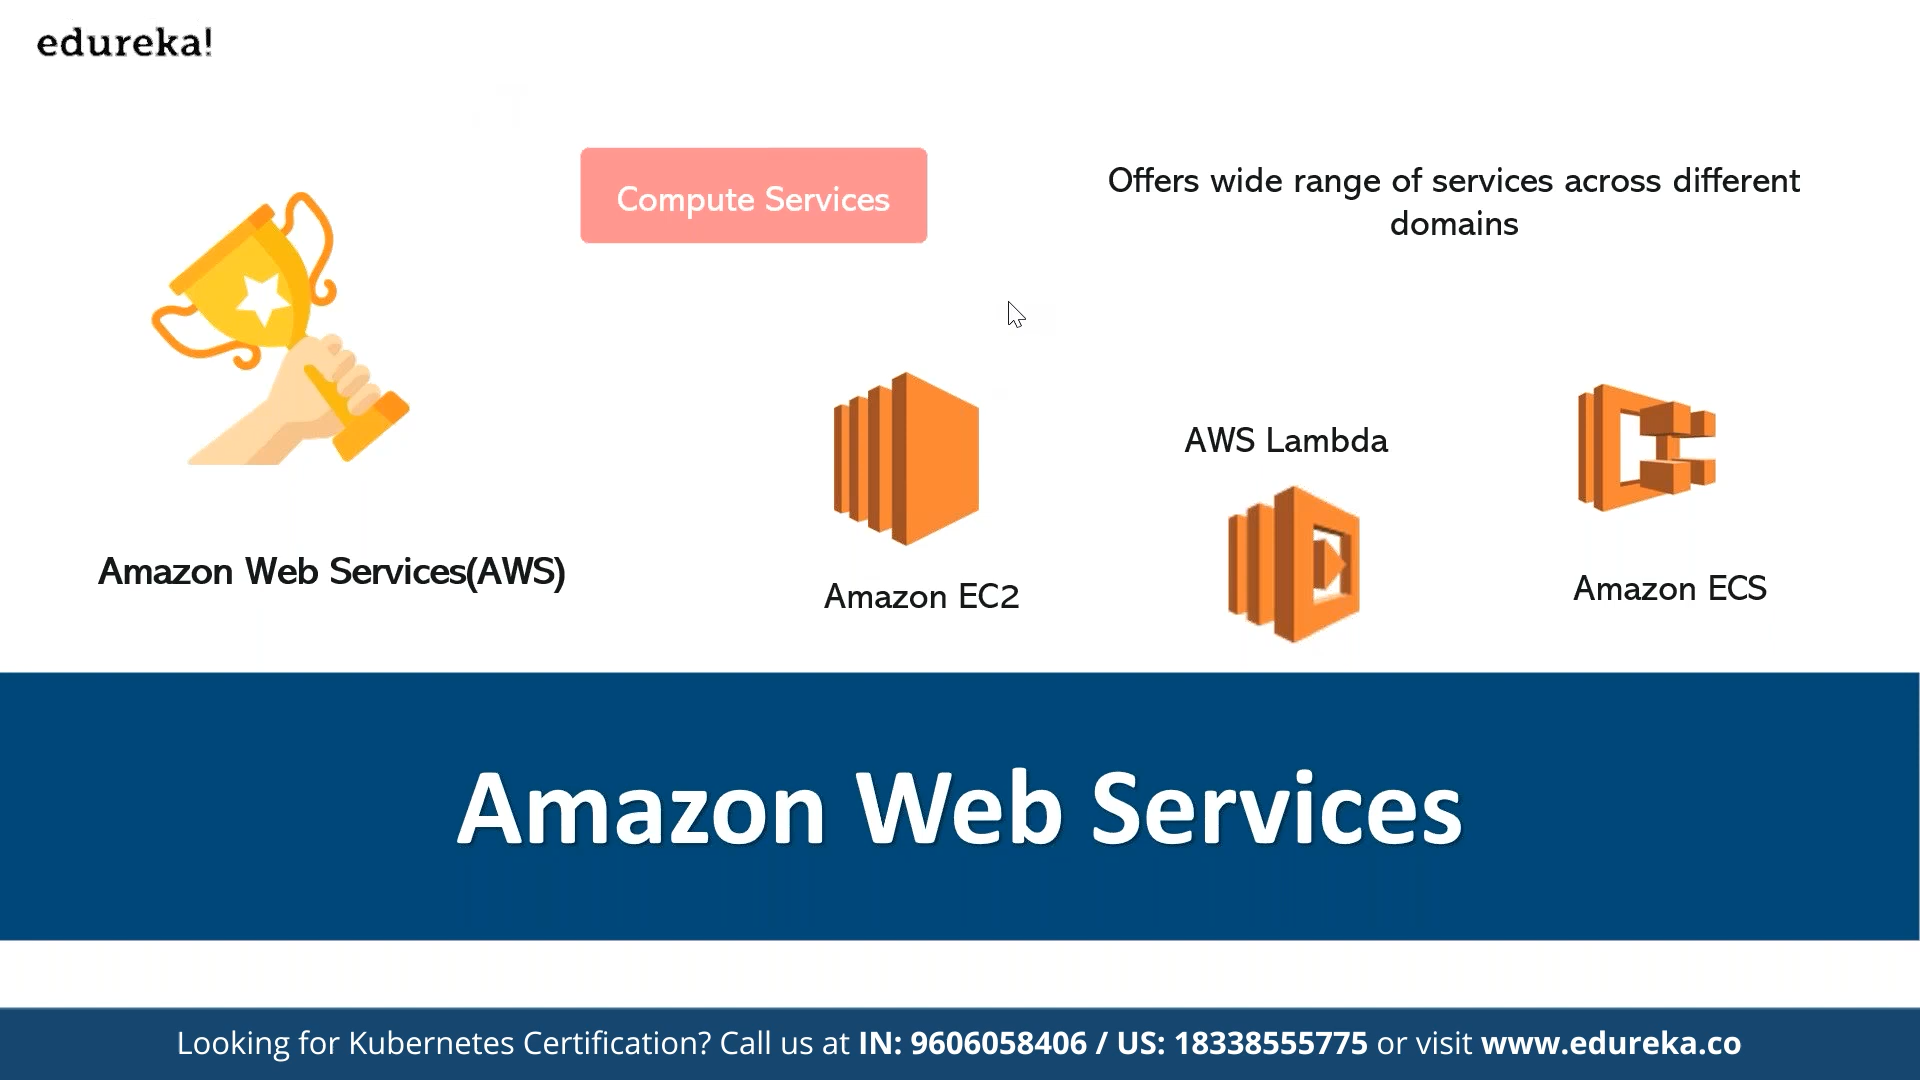 edureka!
Compute Services
Offers wide range of services across different
domains
AWS Lambda
Amazon Web Services(AWS)
Amazon EC2
Amazon ECS
Amazon Web Services
Looking for Kubernetes Certification? Call us at IN: 9606058406 / US: 18338555775 or visit www.edureka.co